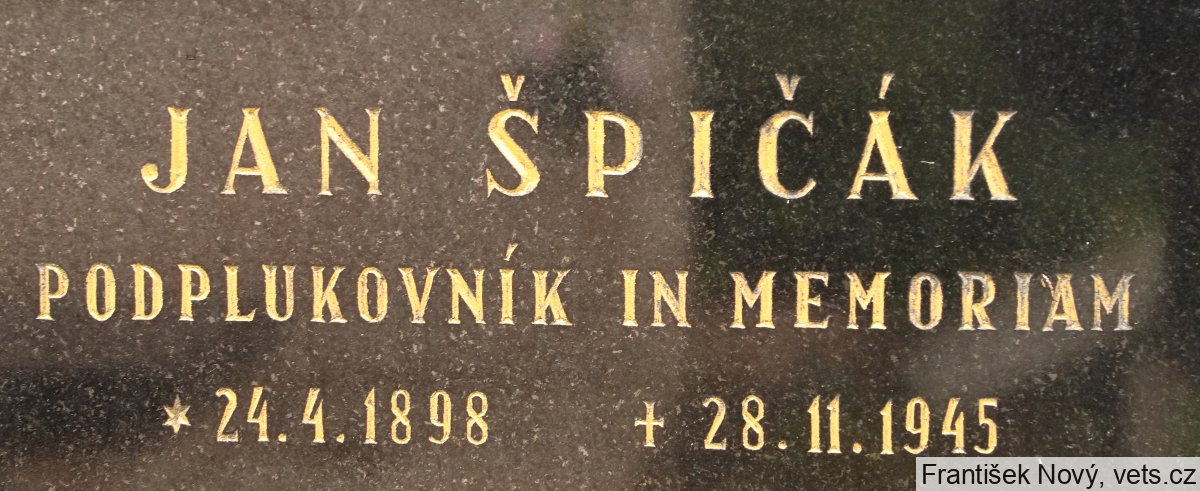 JAN ŠPIČÁK
PODPLUKOVNÍK IN MEMORIAM
* 24.4.1898 † 28.11.1945
František Nový, vets.cz